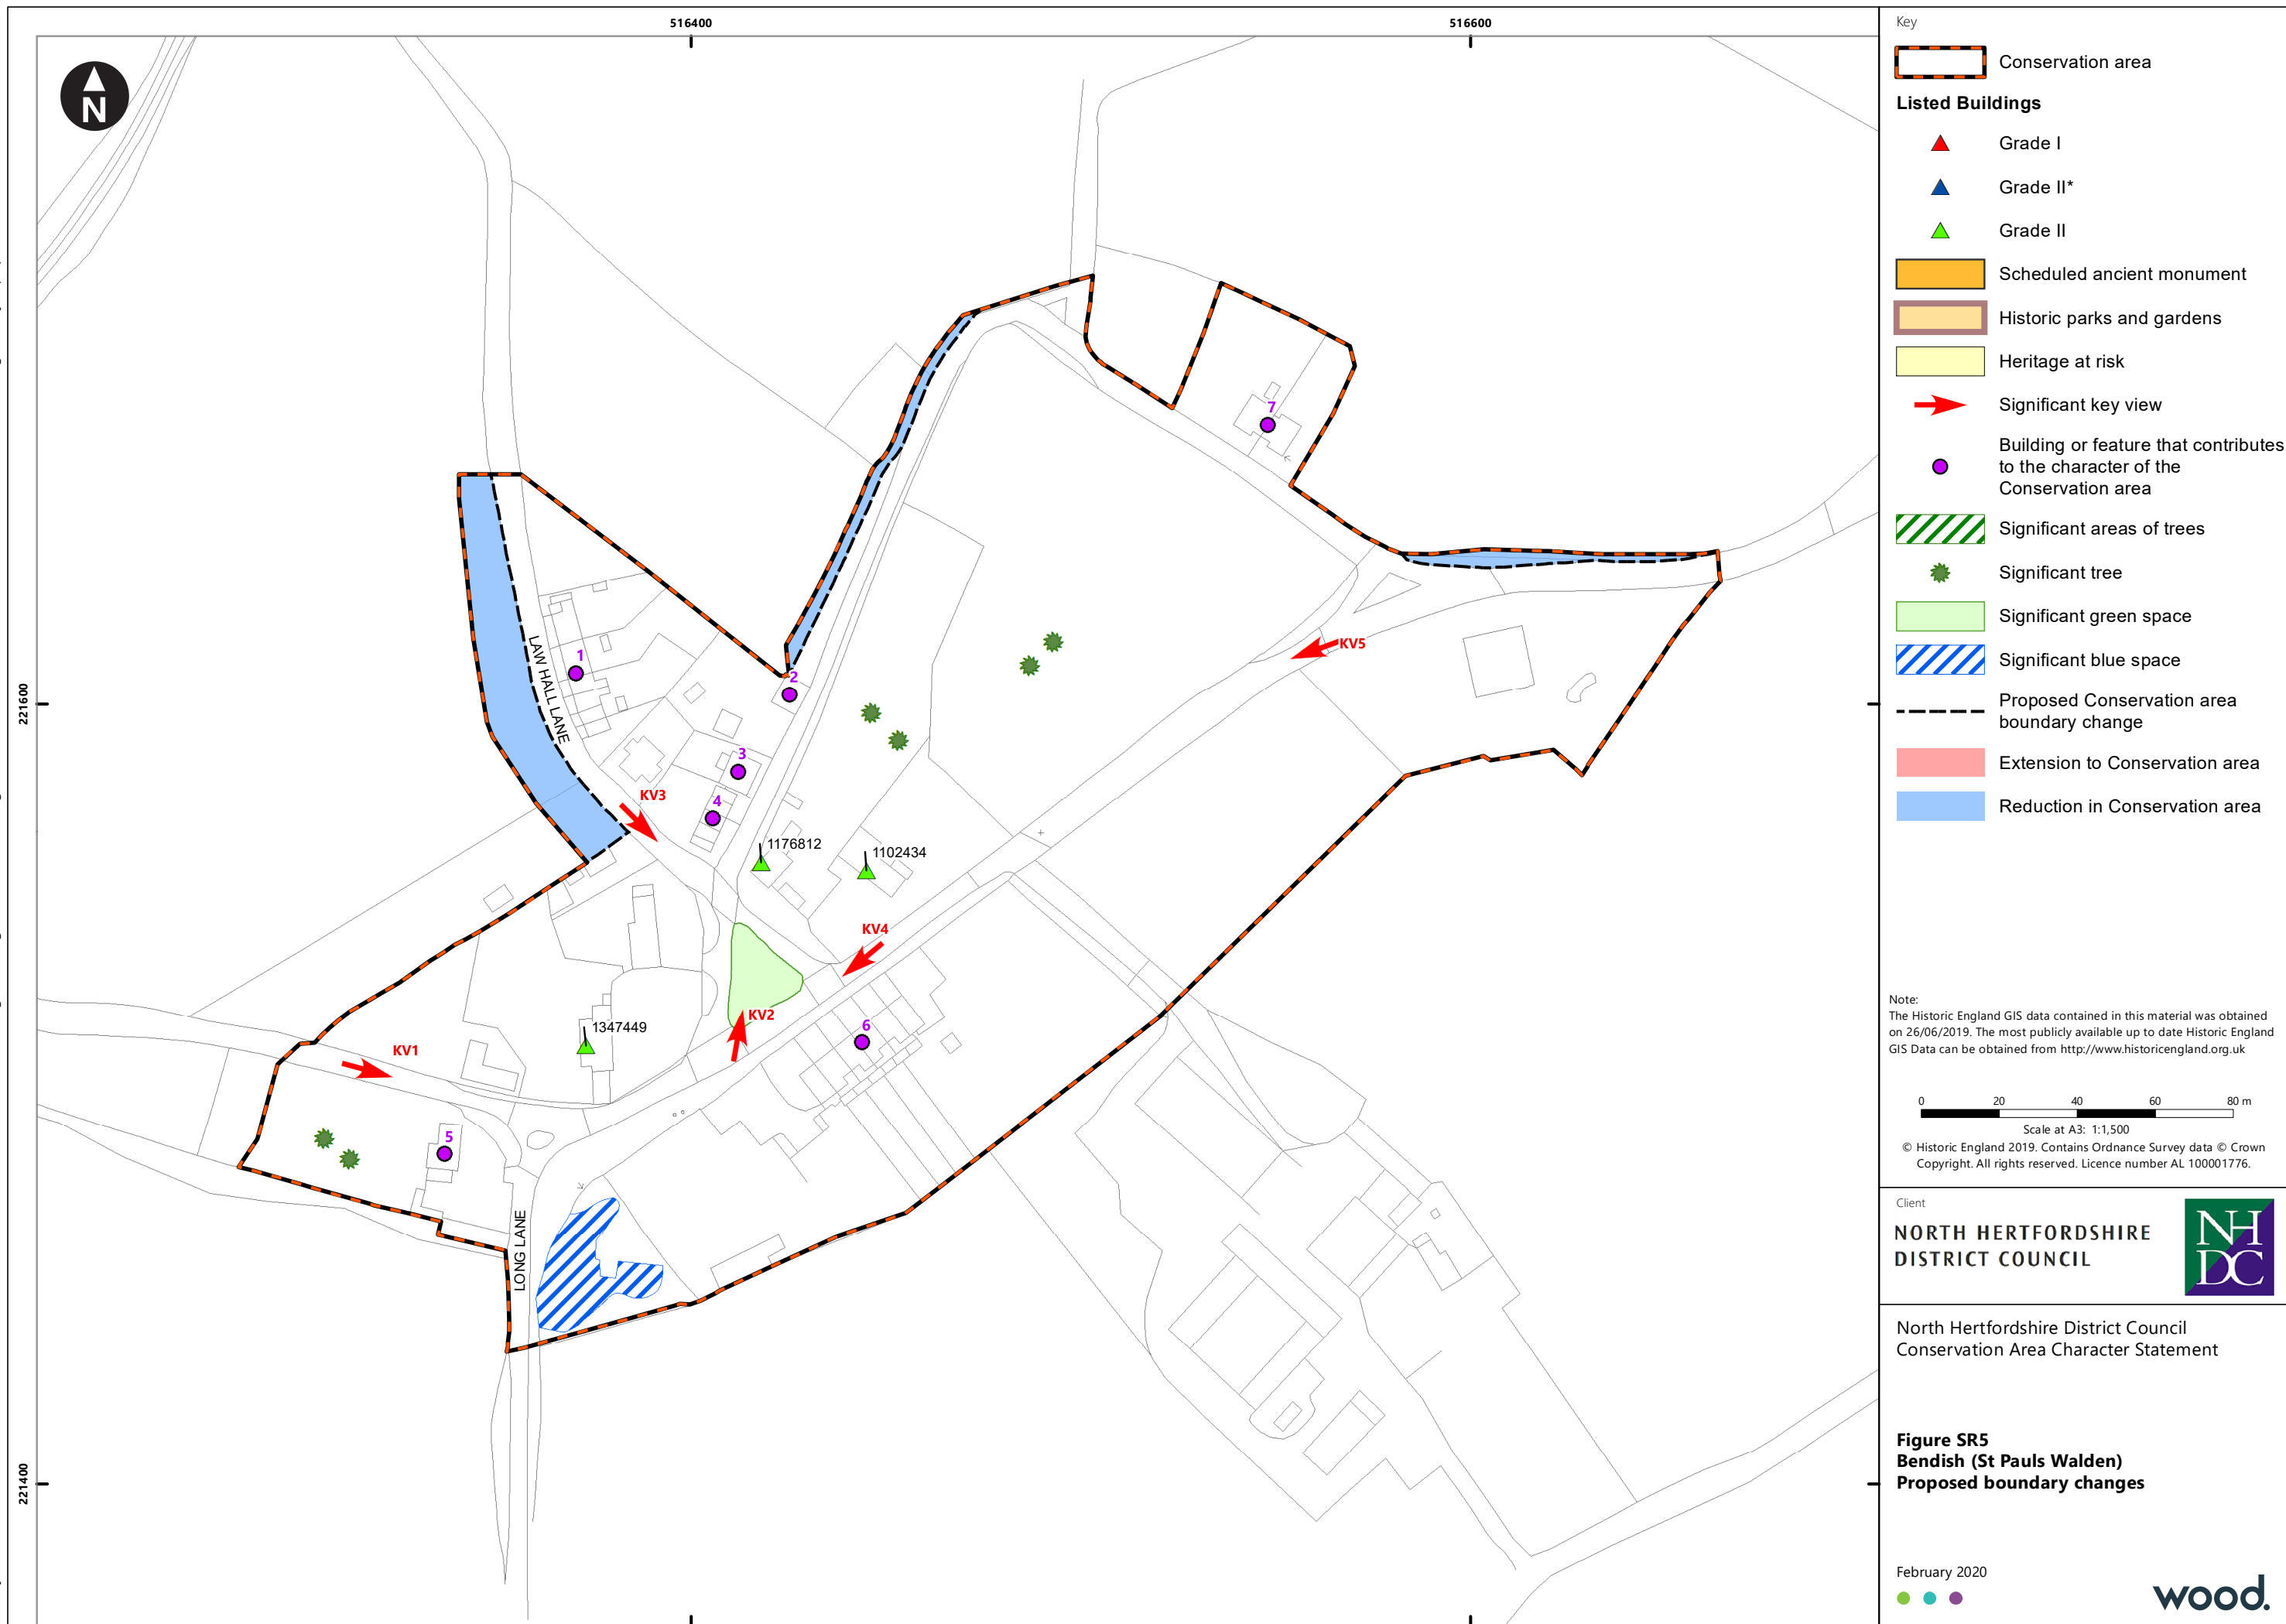 516400
516600
N
221600
221400
LAW HALL LANE
LONG LANE
1
2
3
4
5
6
7
KV1
KV2
KV3
KV4
KV5
1176812
1102434
1347449
Key
Conservation area
Listed Buildings
Grade I
Grade II*
Grade II
Scheduled ancient monument
Historic parks and gardens
Heritage at risk
Significant key view
Building or feature that contributes
to the character of the
Conservation area
Significant areas of trees
Significant tree
Significant green space
Significant blue space
Proposed Conservation area
boundary change
Extension to Conservation area
Reduction in Conservation area
Note:
The Historic England GIS data contained in this material was obtained
on 26/06/2019. The most publicly available up to date Historic England
GIS Data can be obtained from http://www.historicengland.org.uk
0 20 40 60 80 m
Scale at A3: 1:1,500
© Historic England 2019. Contains Ordnance Survey data © Crown
Copyright. All rights reserved. Licence number AL 100001776.
Client
NORTH HERTFORDSHIRE
DISTRICT COUNCIL
NH
DC
North Hertfordshire District Council
Conservation Area Character Statement
Figure SR5
Bendish (St Pauls Walden)
Proposed boundary changes
February 2020
wood.